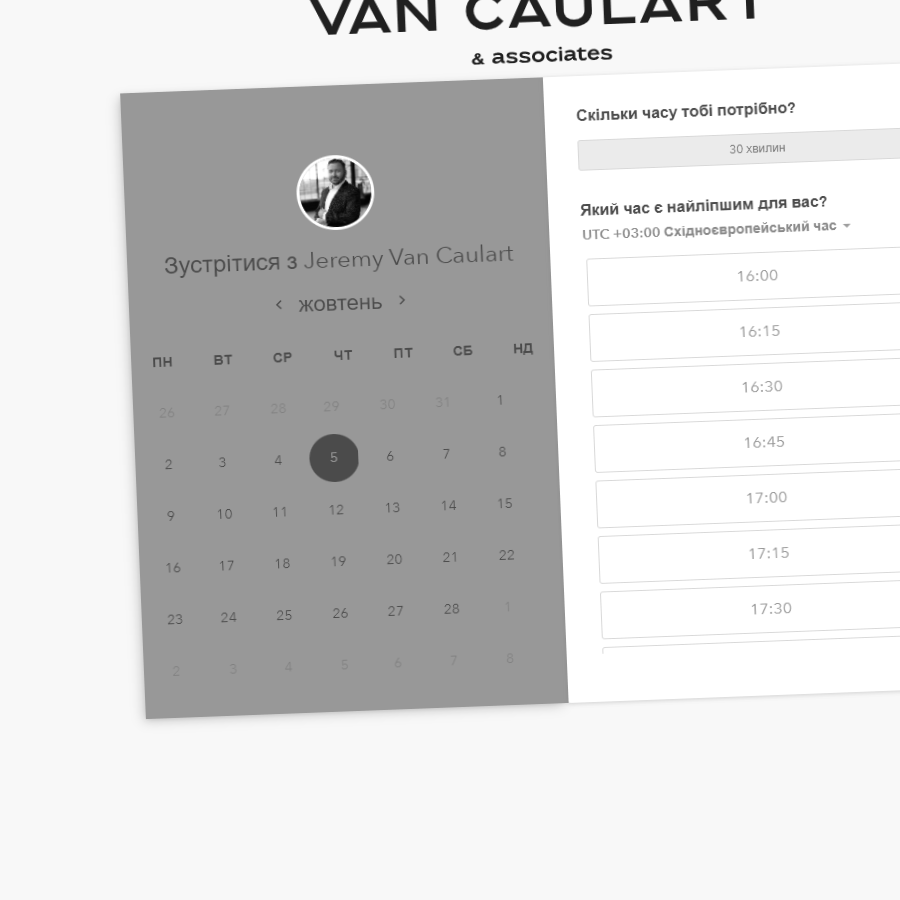 VAN CAULART
& associates
Зустрітися з Jeremy Van Caulart
‹ жовтень ›
ПН ВТ СР ЧТ ПТ СБ НД
26 27 28 29 30 31 1
2 3 4 5 6 7 8
9 10 11 12 13 14 15
16 17 18 19 20 21 22
23 24 25 26 27 28 1
2 3 4 5 6 7 8
Скільки часу тобі потрібно?
30 хвилин
Який час є найліпшим для вас?
UTC +03:00 Східноєвропейський час
16:00
16:15
16:30
16:45
17:00
17:15
17:30